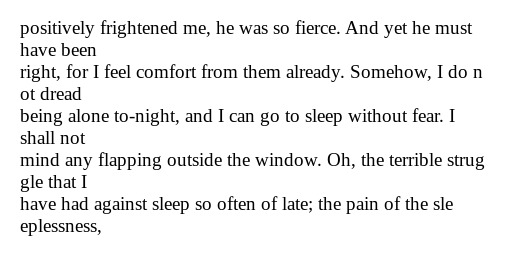 positively frightened me, he was so fierce. And yet he must
have been
right, for I feel comfort from them already. Somehow, I do n
ot dread
being alone to-night, and I can go to sleep without fear. I
shall not
mind any flapping outside the window. Oh, the terrible strug
gle that I
have had against sleep so often of late; the pain of the sle
eplessness,